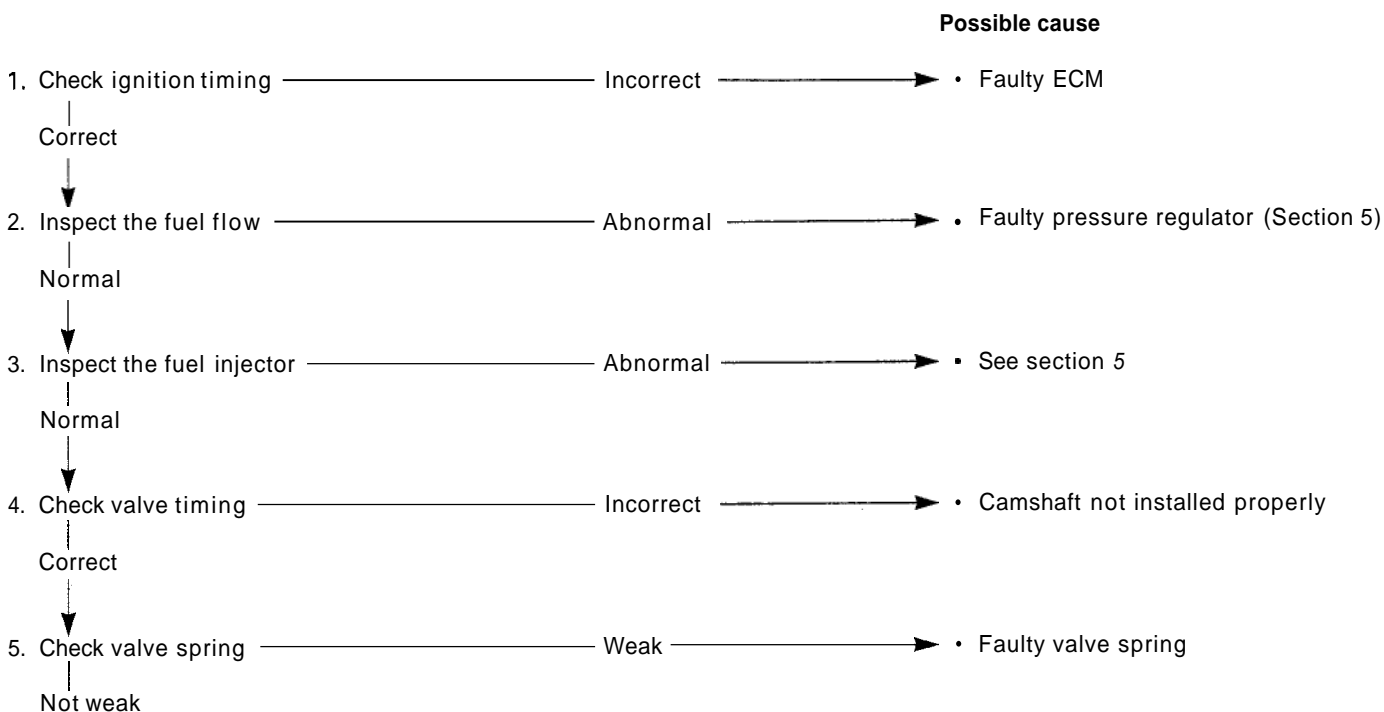 Possible cause
1. Check ignition timing Incorrect • Faulty ECM
Correct
2. Inspect the fuel flow Abnormal • Faulty pressure regulator (Section 5)
Normal
3. Inspect the fuel injector Abnormal • See section 5
Normal
4. Check valve timing Incorrect • Camshaft not installed properly
Correct
5. Check valve spring Weak • Faulty valve spring
Not weak